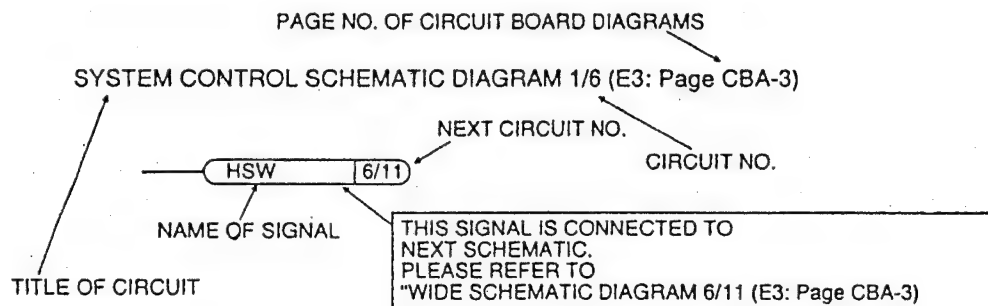 PAGE NO. OF CIRCUIT BOARD DIAGRAMS
SYSTEM CONTROL SCHEMATIC DIAGRAM 1/6 (E3: Page CBA-3)
NEXT CIRCUIT NO.
CIRCUIT NO.
HSW 6/11
NAME OF SIGNAL
THIS SIGNAL IS CONNECTED TO
NEXT SCHEMATIC.
PLEASE REFER TO
"WIDE SCHEMATIC DIAGRAM 6/11 (E3: Page CBA-3)
TITLE OF CIRCUIT